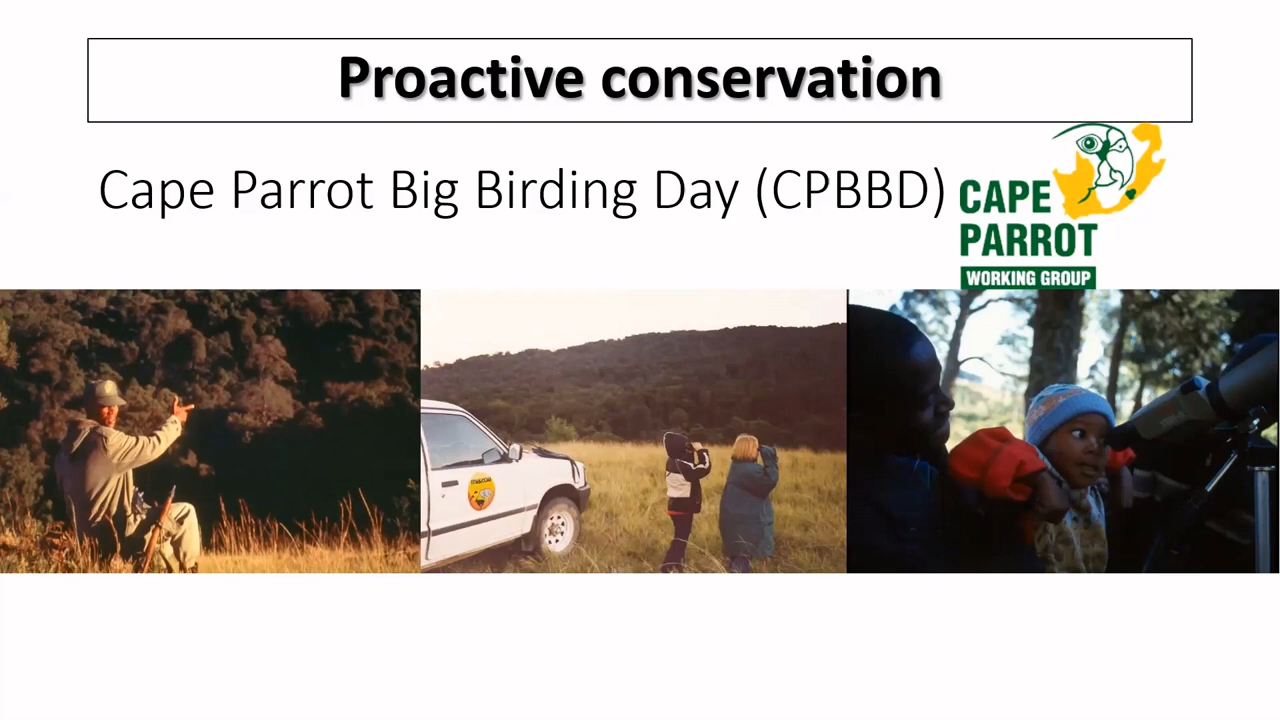 Proactive conservation
Cape Parrot Big Birding Day (CPBBD)
CAPE
PARROT
WORKING GROUP